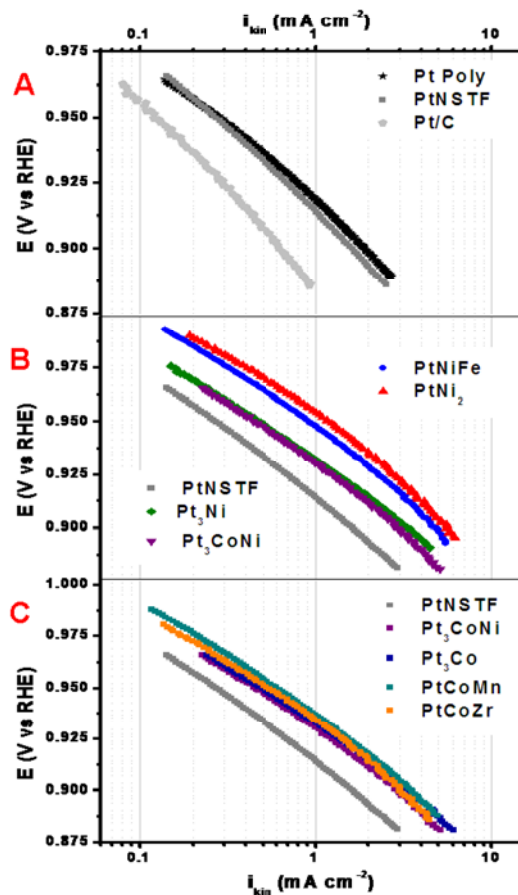 i_kin (mA cm⁻²)
0.1 1 10
A
E (V vs RHE)
0.975
0.950
0.925
0.900
0.875
Pt Poly
PtNSTF
Pt/C
B
E (V vs RHE)
0.975
0.950
0.925
0.900
PtNiFe
PtNi₂
PtNSTF
Pt₃Ni
Pt₃CoNi
C
E (V vs RHE)
1.000
0.975
0.950
0.925
0.900
0.875
PtNSTF
Pt₃CoNi
Pt₃Co
PtCoMn
PtCoZr
0.1 1 10
i_kin (mA cm⁻²)